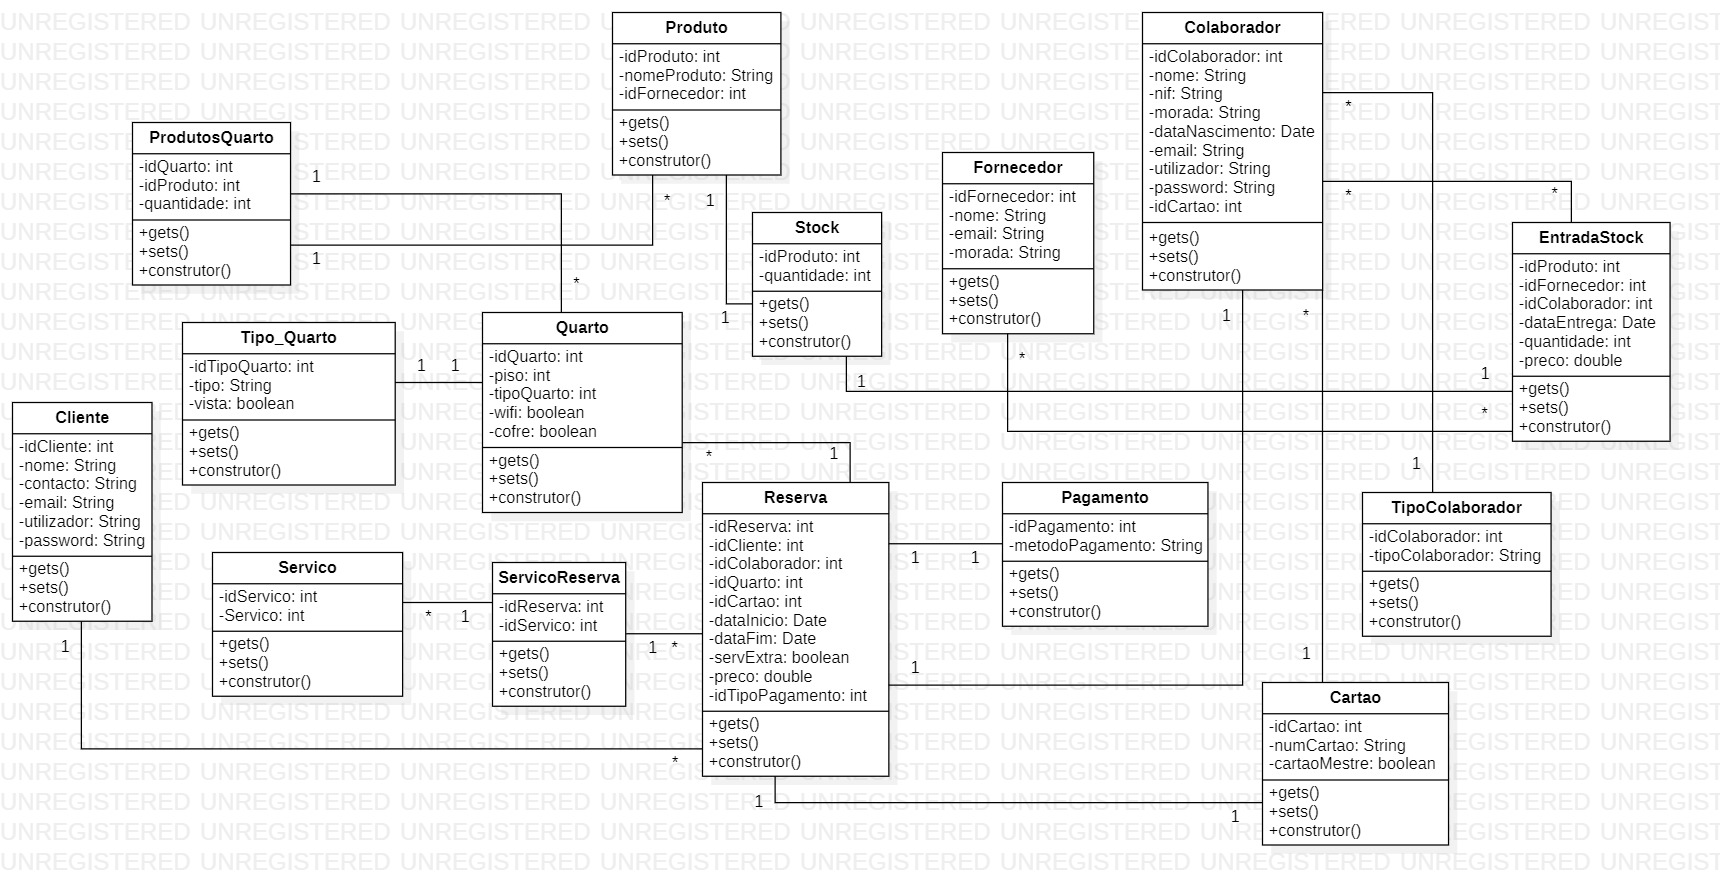 Produto
-idProduto: int
-nomeProduto: String
-idFornecedor: int
+gets()
+sets()
+construtor()
Colaborador
-idColaborador: int
-nome: String
-nif: String
-morada: String
-dataNascimento: Date
-email: String
-utilizador: String
-password: String
-idCartao: int
+gets()
+sets()
+construtor()
ProdutosQuarto
-idQuarto: int
-idProduto: int
-quantidade: int
+gets()
+sets()
+construtor()
Fornecedor
-idFornecedor: int
-nome: String
-email: String
-morada: String
+gets()
+sets()
+construtor()
Stock
-idProduto: int
-quantidade: int
+gets()
+sets()
+construtor()
EntradaStock
-idProduto: int
-idFornecedor: int
-idColaborador: int
-dataEntrega: Date
-quantidade: int
-preco: double
+gets()
+sets()
+construtor()
Tipo_Quarto
-idTipoQuarto: int
-tipo: String
-vista: boolean
+gets()
+sets()
+construtor()
Quarto
-idQuarto: int
-piso: int
-tipoQuarto: int
-wifi: boolean
-cofre: boolean
+gets()
+sets()
+construtor()
Cliente
-idCliente: int
-nome: String
-contacto: String
-email: String
-utilizador: String
-password: String
+gets()
+sets()
+construtor()
Reserva
-idReserva: int
-idCliente: int
-idColaborador: int
-idQuarto: int
-idCartao: int
-dataInicio: Date
-dataFim: Date
-servExtra: boolean
-preco: double
-idTipoPagamento: int
+gets()
+sets()
+construtor()
Pagamento
-idPagamento: int
-metodoPagamento: String
+gets()
+sets()
+construtor()
TipoColaborador
-idColaborador: int
-tipoColaborador: String
+gets()
+sets()
+construtor()
Servico
-idServico: int
-Servico: int
+gets()
+sets()
+construtor()
ServicoReserva
-idReserva: int
-idServico: int
+gets()
+sets()
+construtor()
Cartao
-idCartao: int
-numCartao: String
-cartaoMestre: boolean
+gets()
+sets()
+construtor()
1
*
1
*
1
1
1
1
*
1
*
1
1
*
*
1
1
1
1
1
*
1
*
1
*
*
1
*
*
1
*
*
1
1
1
1
UNREGISTERED